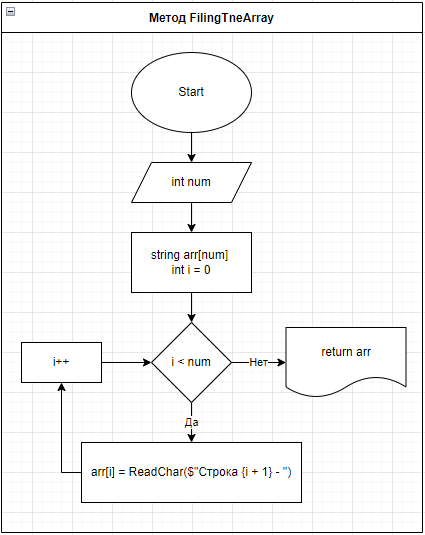 Метод FilingTneArray
Start
int num
string arr[num]
int i = 0
i++
i < num
Нет
return arr
Да
arr[i] = ReadChar($"Строка {i + 1} - ")